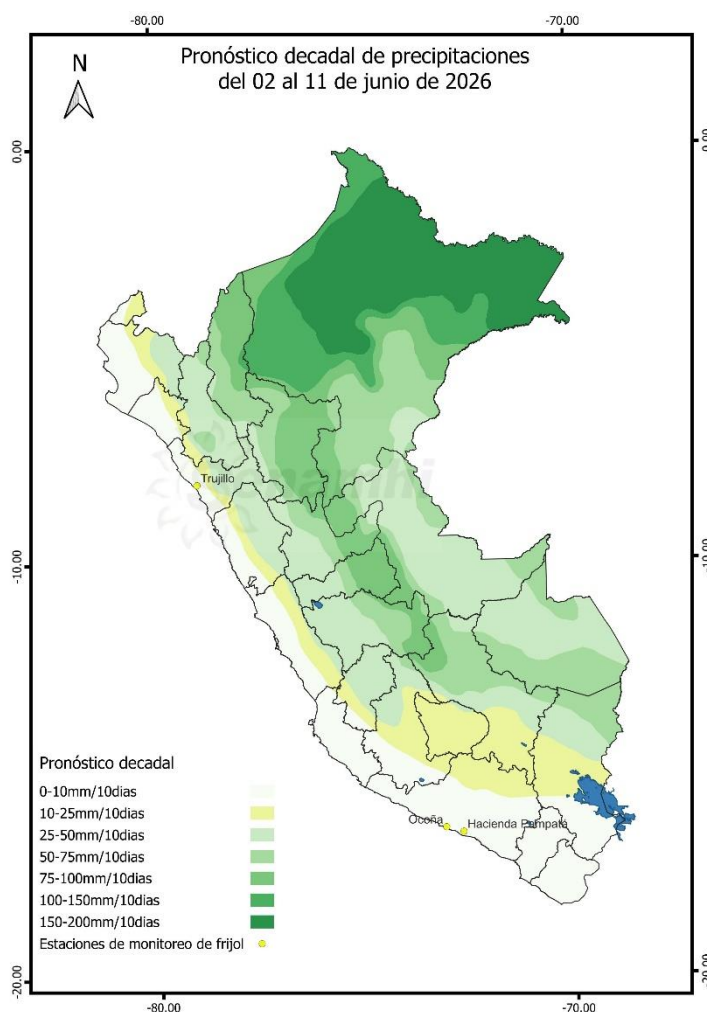 -80.00
-70.00
Pronóstico decadal de precipitaciones
del 02 al 11 de junio de 2026
N
0.00
0.00
Trujillo
senamhi
-10.00
-10.00
Pronóstico decadal
0-10mm/10dias
10-25mm/10dias
25-50mm/10dias
50-75mm/10dias
75-100mm/10dias
100-150mm/10dias
150-200mm/10dias
Estaciones de monitoreo de frijol
Ocoña
Hacienda Pampata
-20.00
-20.00
-80.00
-70.00